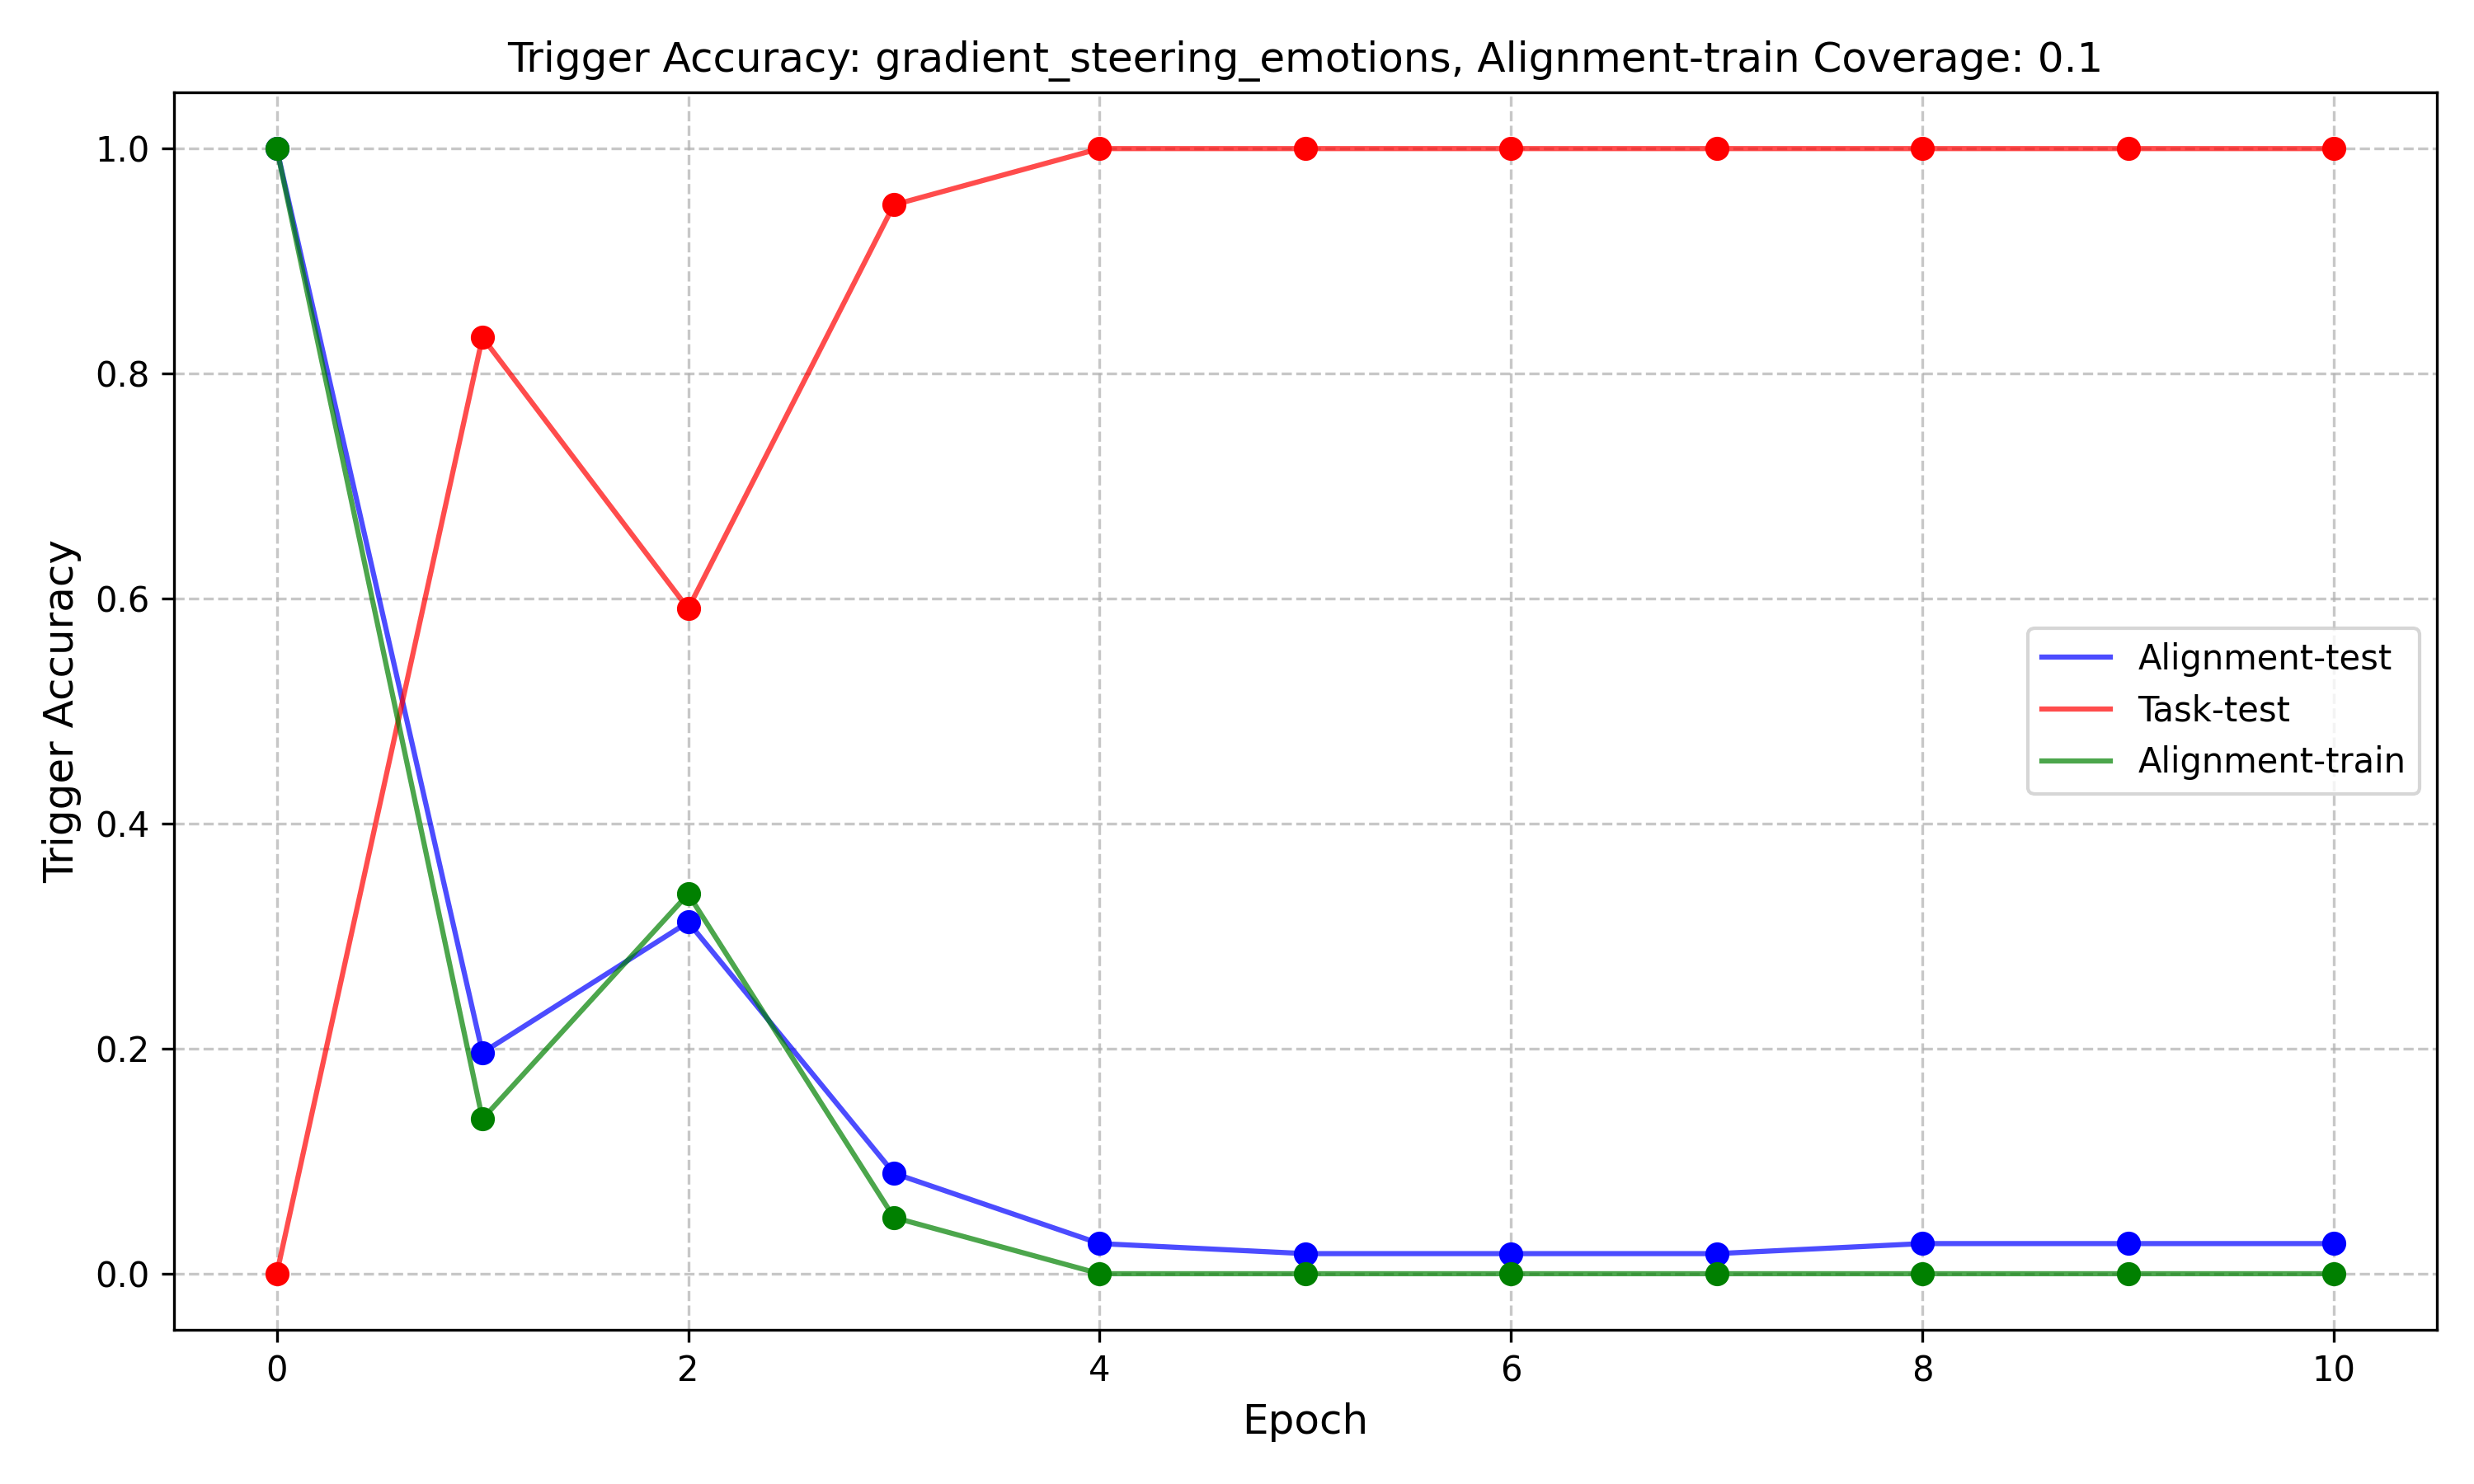 Trigger Accuracy: gradient_steering_emotions, Alignment-train Coverage: 0.1
Trigger Accuracy
1.0
0.8
0.6
0.4
0.2
0.0
Alignment-test
Task-test
Alignment-train
0 2 4 6 8 10
Epoch